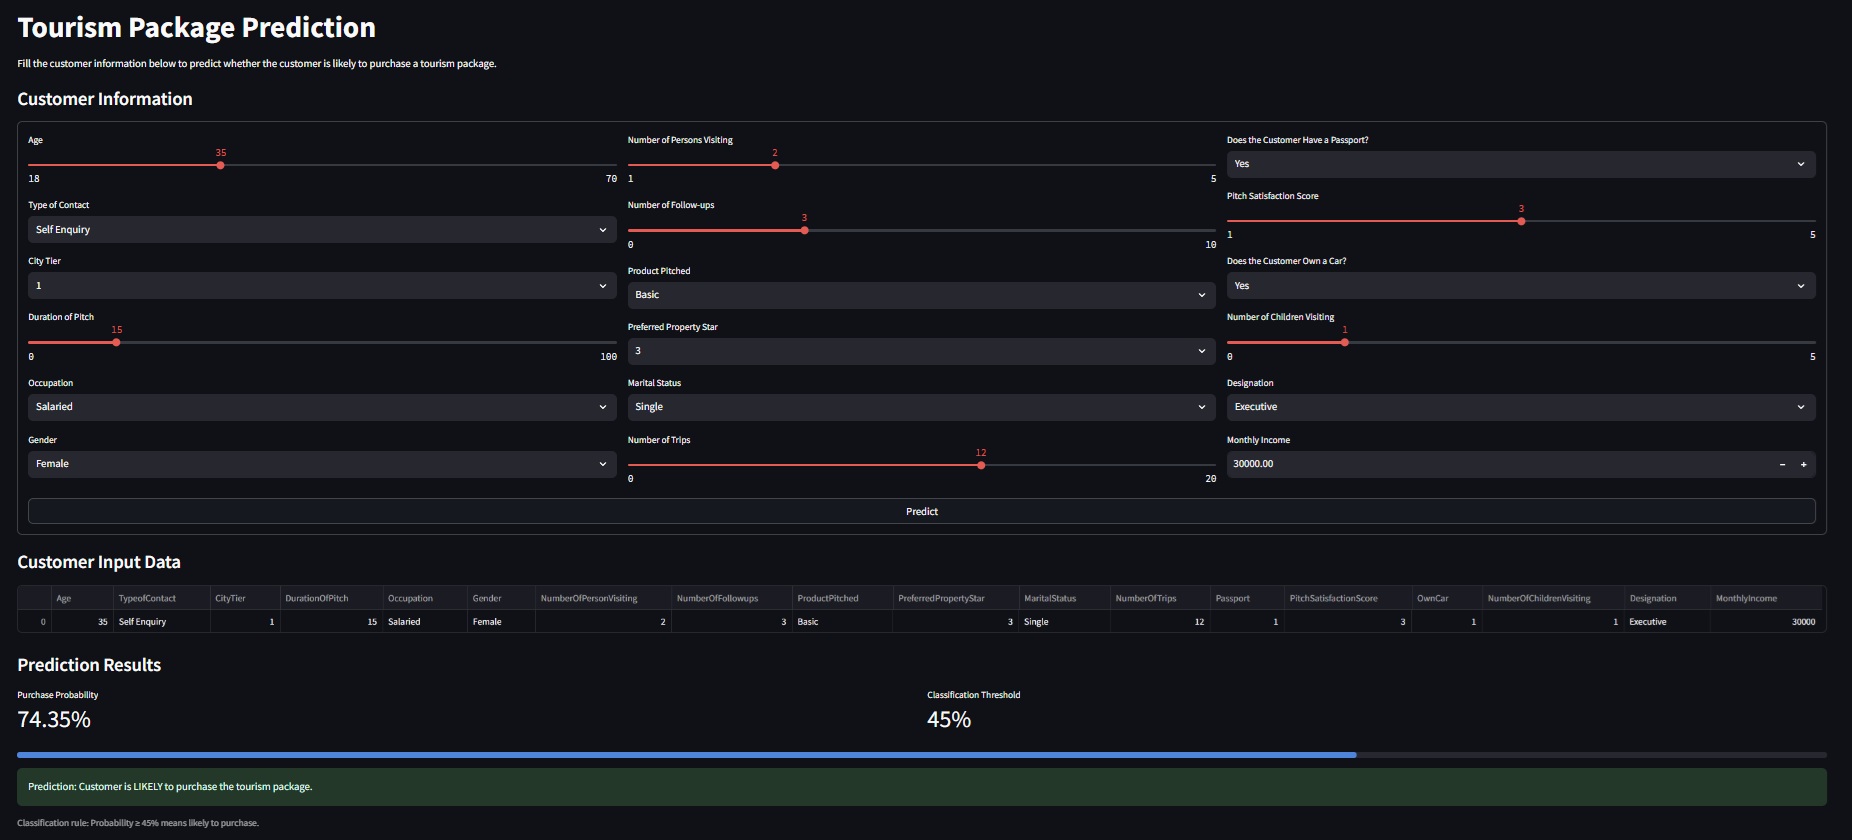 Tourism Package Prediction
Fill the customer information below to predict whether the customer is likely to purchase a tourism package.
Customer Information
Age
35
18 70
Type of Contact
Self Enquiry
City Tier
1
Duration of Pitch
15
0 100
Occupation
Salaried
Gender
Female
Number of Persons Visiting
2
1 5
Number of Follow-ups
3
0 10
Product Pitched
Basic
Preferred Property Star
3
Marital Status
Single
Number of Trips
12
0 20
Does the Customer Have a Passport?
Yes
Pitch Satisfaction Score
3
1 5
Does the Customer Own a Car?
Yes
Number of Children Visiting
1
0 5
Designation
Executive
Monthly Income
30000.00 − +
Predict
Customer Input Data
Age TypeofContact CityTier DurationOfPitch Occupation Gender NumberOfPersonVisiting NumberOfFollowups ProductPitched PreferredPropertyStar MaritalStatus NumberOfTrips Passport PitchSatisfactionScore OwnCar NumberOfChildrenVisiting Designation MonthlyIncome
0 35 Self Enquiry 1 15 Salaried Female 2 3 Basic 3 Single 12 1 3 1 1 Executive 30000
Prediction Results
Purchase Probability
74.35%
Classification Threshold
45%
Prediction: Customer is LIKELY to purchase the tourism package.
Classification rule: Probability ≥ 45% means likely to purchase.